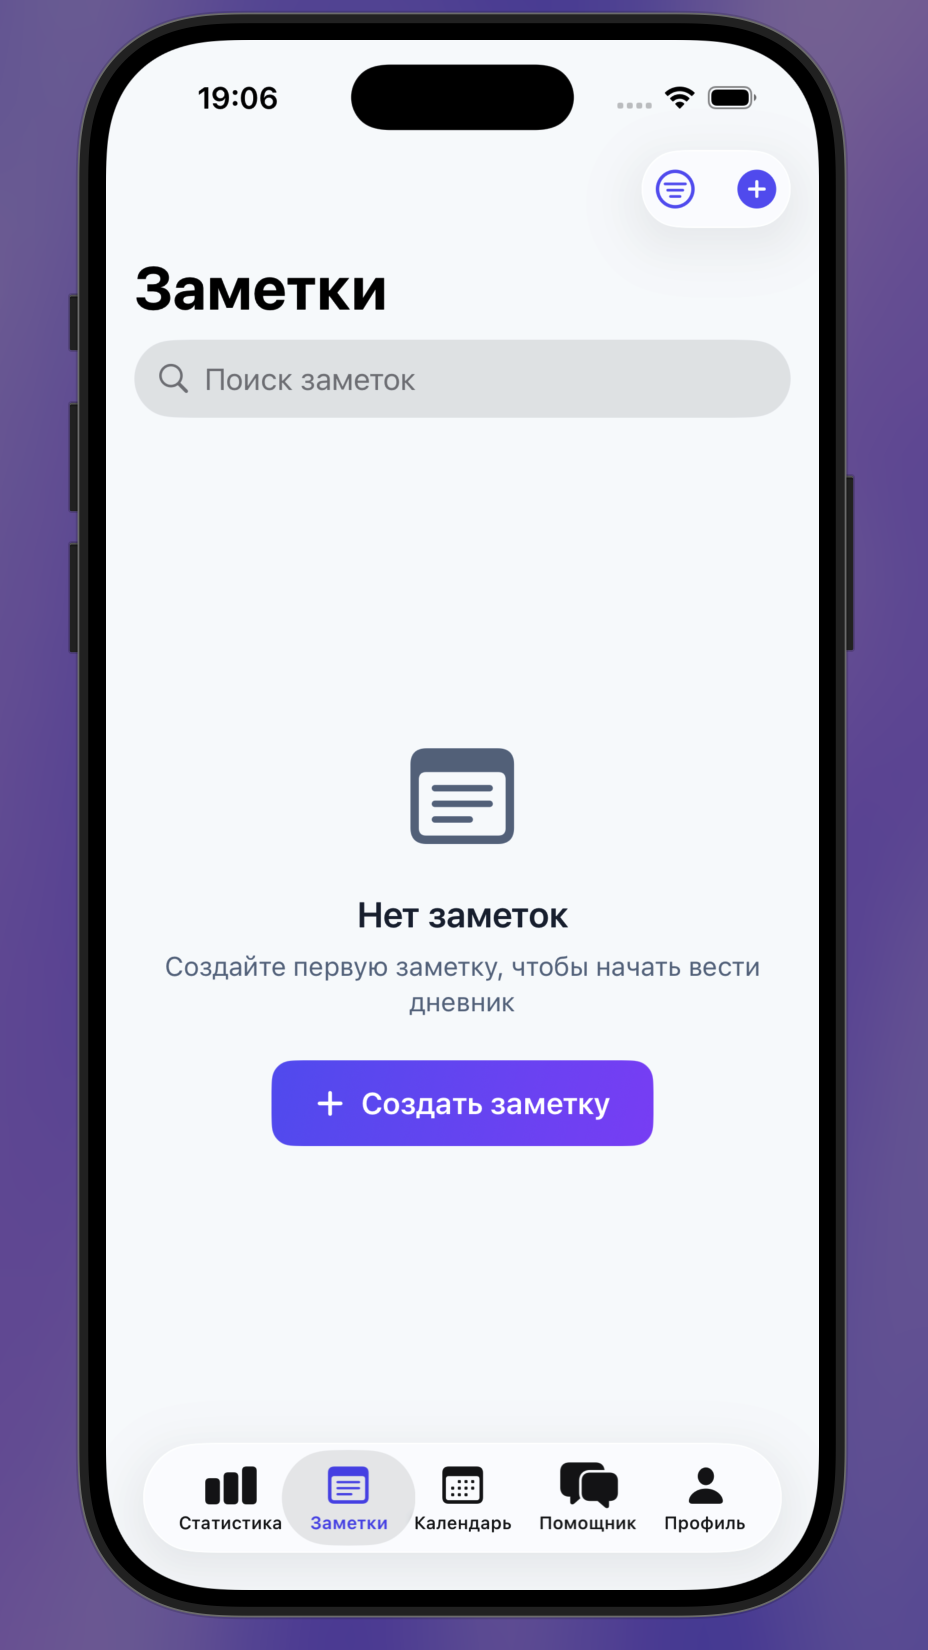 19:06
Заметки
Поиск заметок
Нет заметок
Создайте первую заметку, чтобы начать вести
дневник
Создать заметку
Статистика Заметки Календарь Помощник Профиль